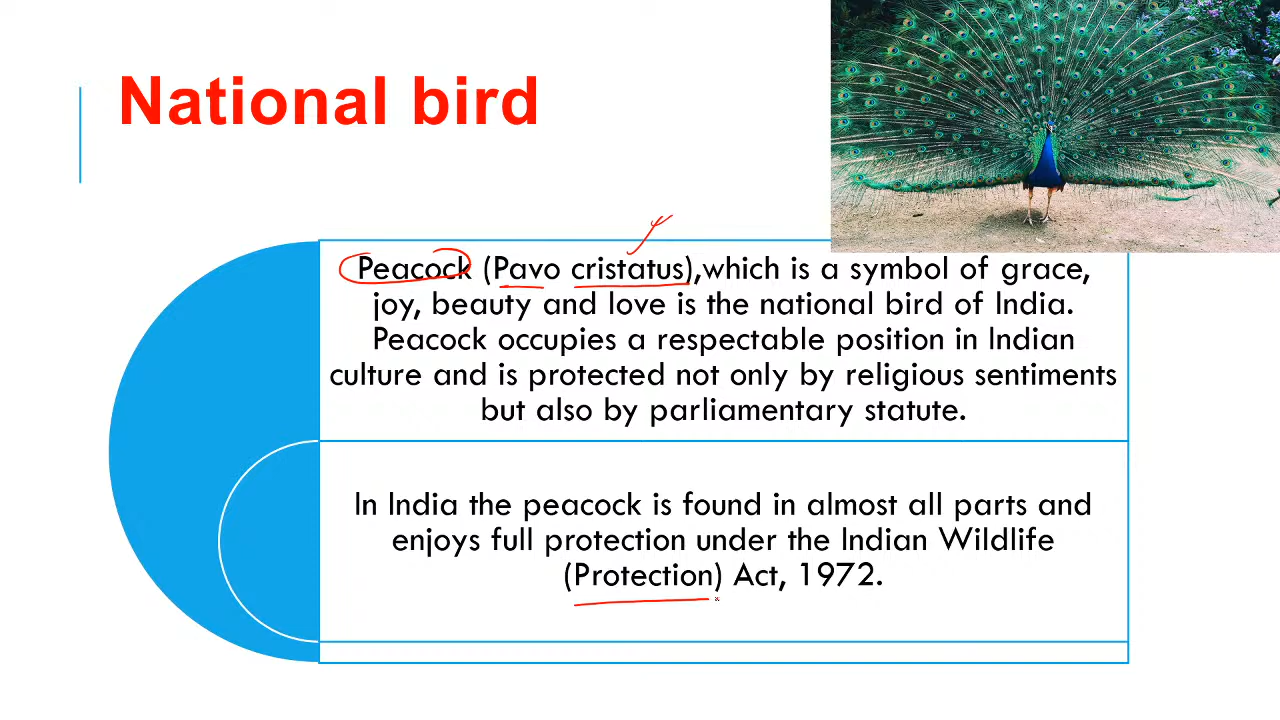 National bird
Peacock (Pavo cristatus),which is a symbol of grace,
joy, beauty and love is the national bird of India.
Peacock occupies a respectable position in Indian
culture and is protected not only by religious sentiments
but also by parliamentary statute.
In India the peacock is found in almost all parts and
enjoys full protection under the Indian Wildlife
(Protection) Act, 1972.